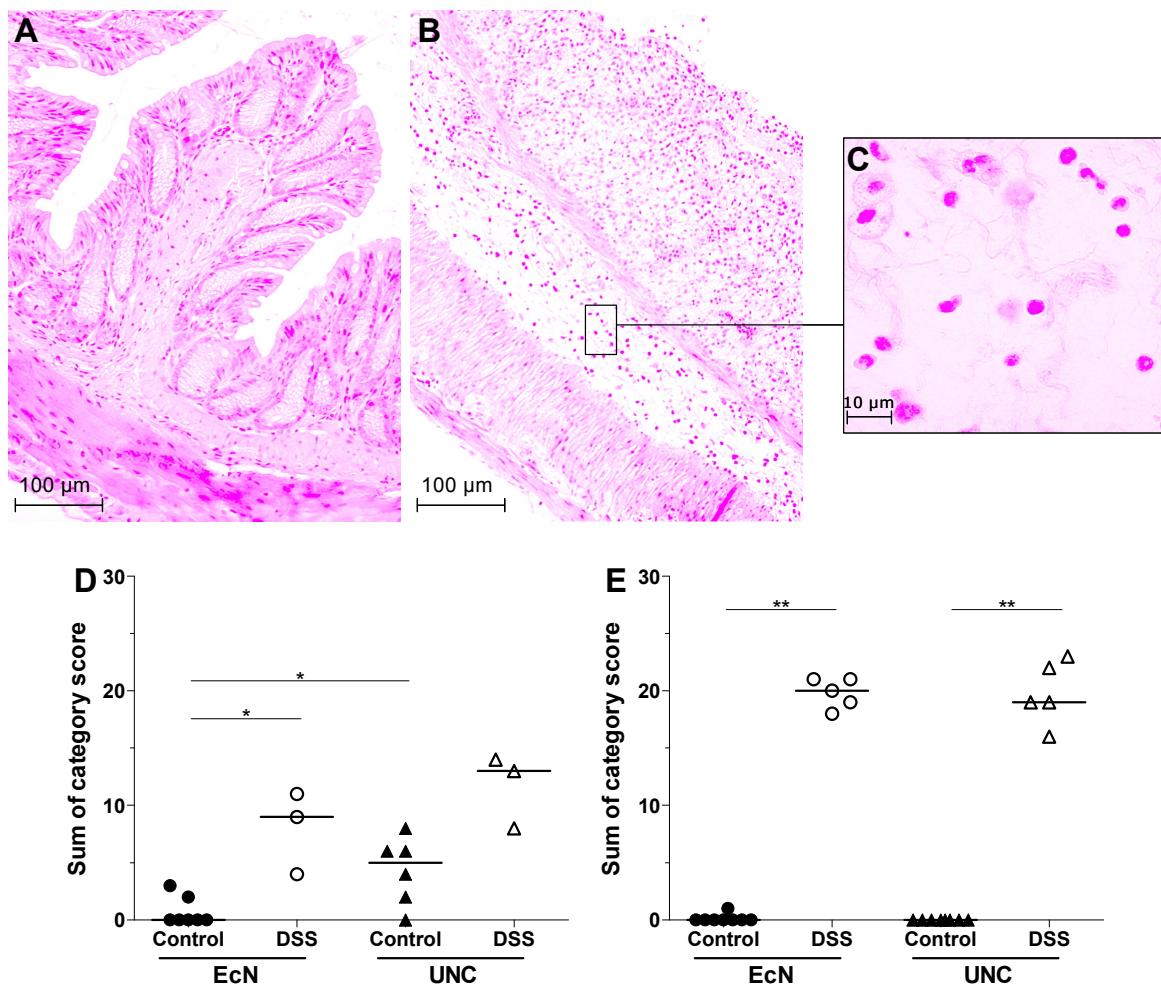 A
B
C
100 µm
100 µm
10 µm
D
30
20
10
0
Sum of category score
*
*
Control
DSS
Control
DSS
EcN
UNC
E
30
20
10
0
Sum of category score
**
**
Control
DSS
Control
DSS
EcN
UNC